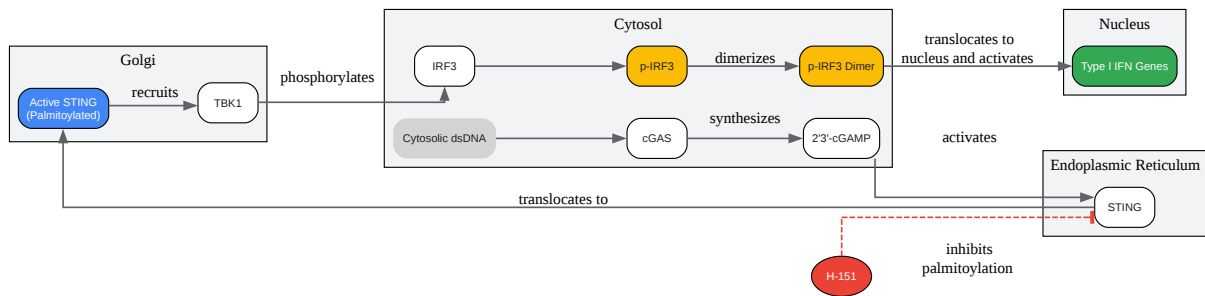 Cytosol
Nucleus
Golgi
translocates to
nucleus and activates
IRF3
p-IRF3
dimerizes
p-IRF3 Dimer
Type I IFN Genes
phosphorylates
Active STING
(Palmitoylated)
recruits
TBK1
synthesizes
Cytosolic dsDNA
cGAS
2'3'-cGAMP
activates
Endoplasmic Reticulum
translocates to
STING
inhibits
palmitoylation
H-151